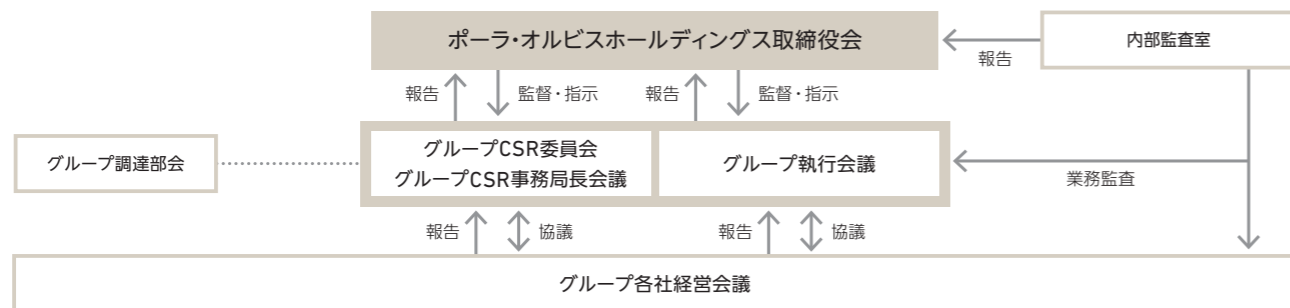 ポーラ・オルビスホールディングス取締役会
内部監査室
報告
報告
監督・指示
報告
監督・指示
グループ調達部会
グループCSR委員会
グループCSR事務局長会議
グループ執行会議
業務監査
報告
協議
報告
協議
グループ各社経営会議